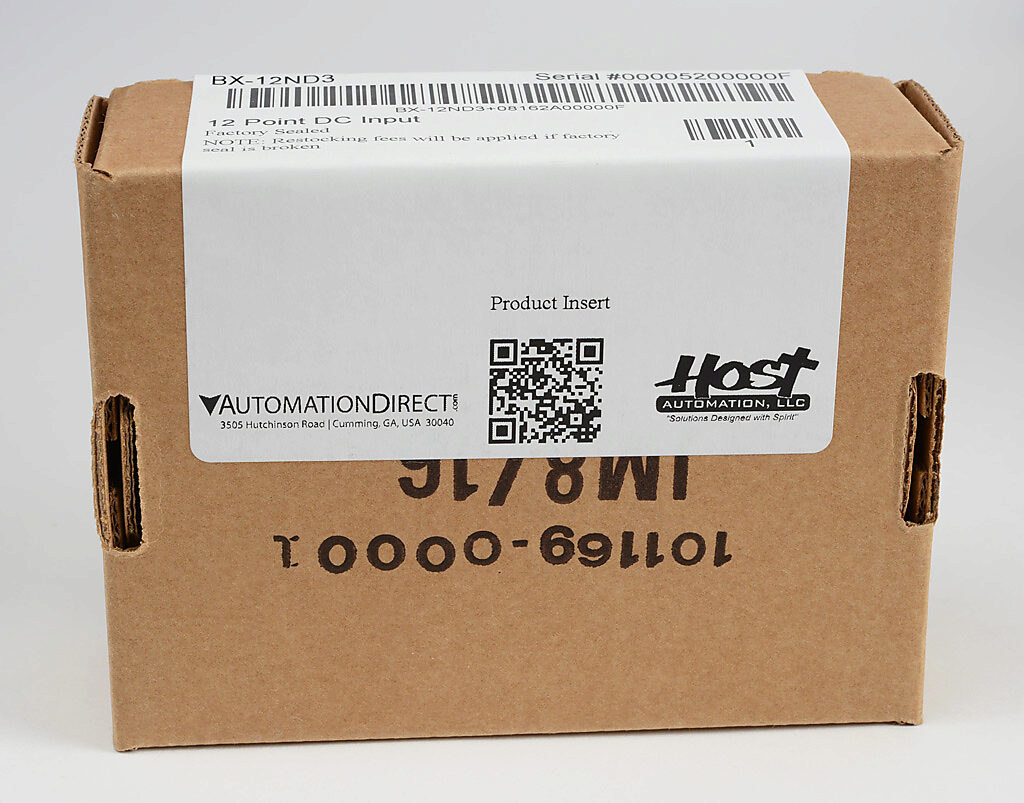 BX-12ND3 Serial #00005200000F
BX-12ND3+08162A00000F
12 Point DC Input
Factory Sealed
NOTE: Restocking fees will be applied if factory
seal is broken
1
Product Insert
AUTOMATIONDIRECT.com
3505 Hutchinson Road | Cumming, GA, USA 30040
HOST
AUTOMATION, LLC
"Solutions Designed with Spirit"
101169-0000 1
JM8/16